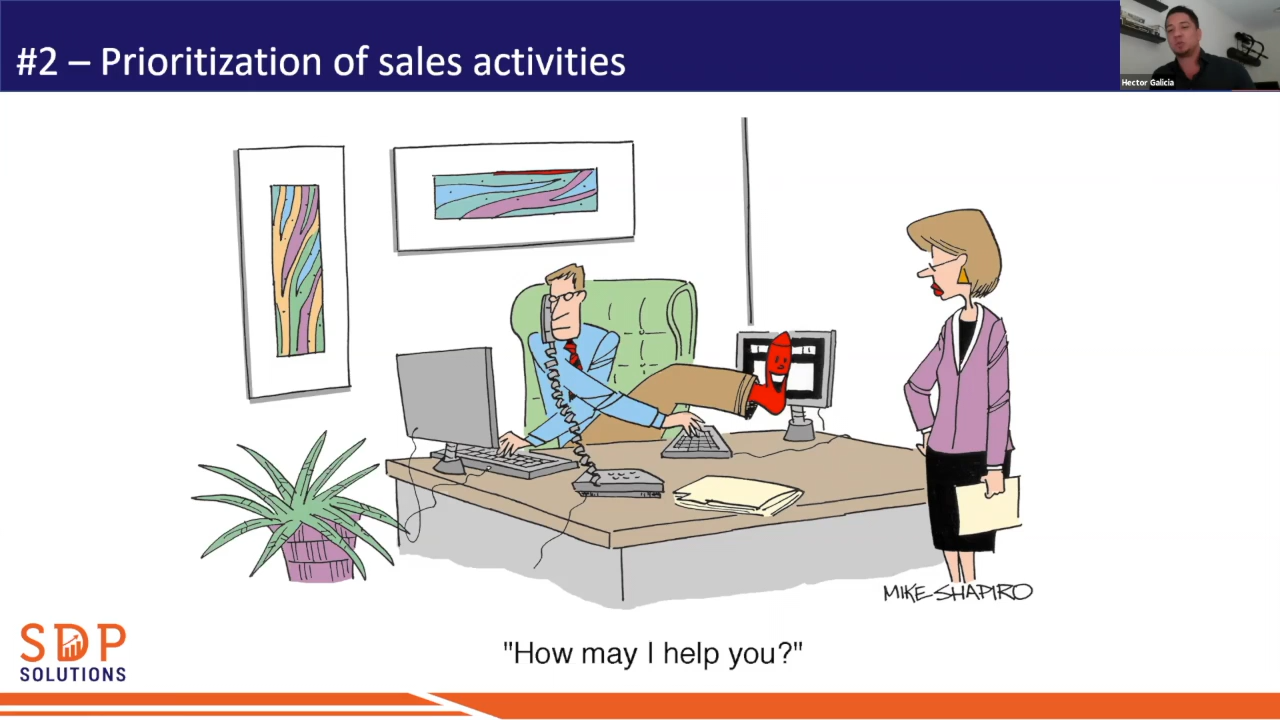 #2 – Prioritization of sales activities
Hector Galicia
MIKE SHAPIRO
SDP
SOLUTIONS
"How may I help you?"